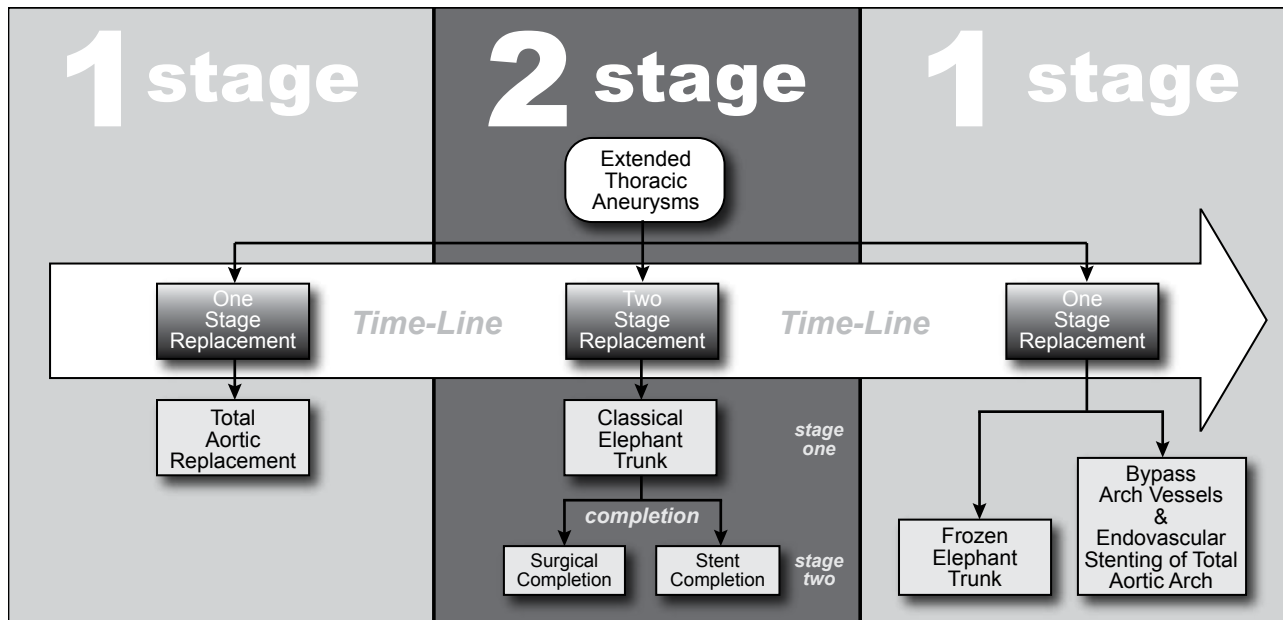 1 stage
2 stage
1 stage
Extended
Thoracic
Aneurysms
One
Stage
Replacement
Time-Line
Two
Stage
Replacement
Time-Line
One
Stage
Replacement
Total
Aortic
Replacement
Classical
Elephant
Trunk
stage
one
completion
Surgical
Completion
Stent
Completion
stage
two
Frozen
Elephant
Trunk
Bypass
Arch Vessels
&
Endovascular
Stenting of Total
Aortic Arch